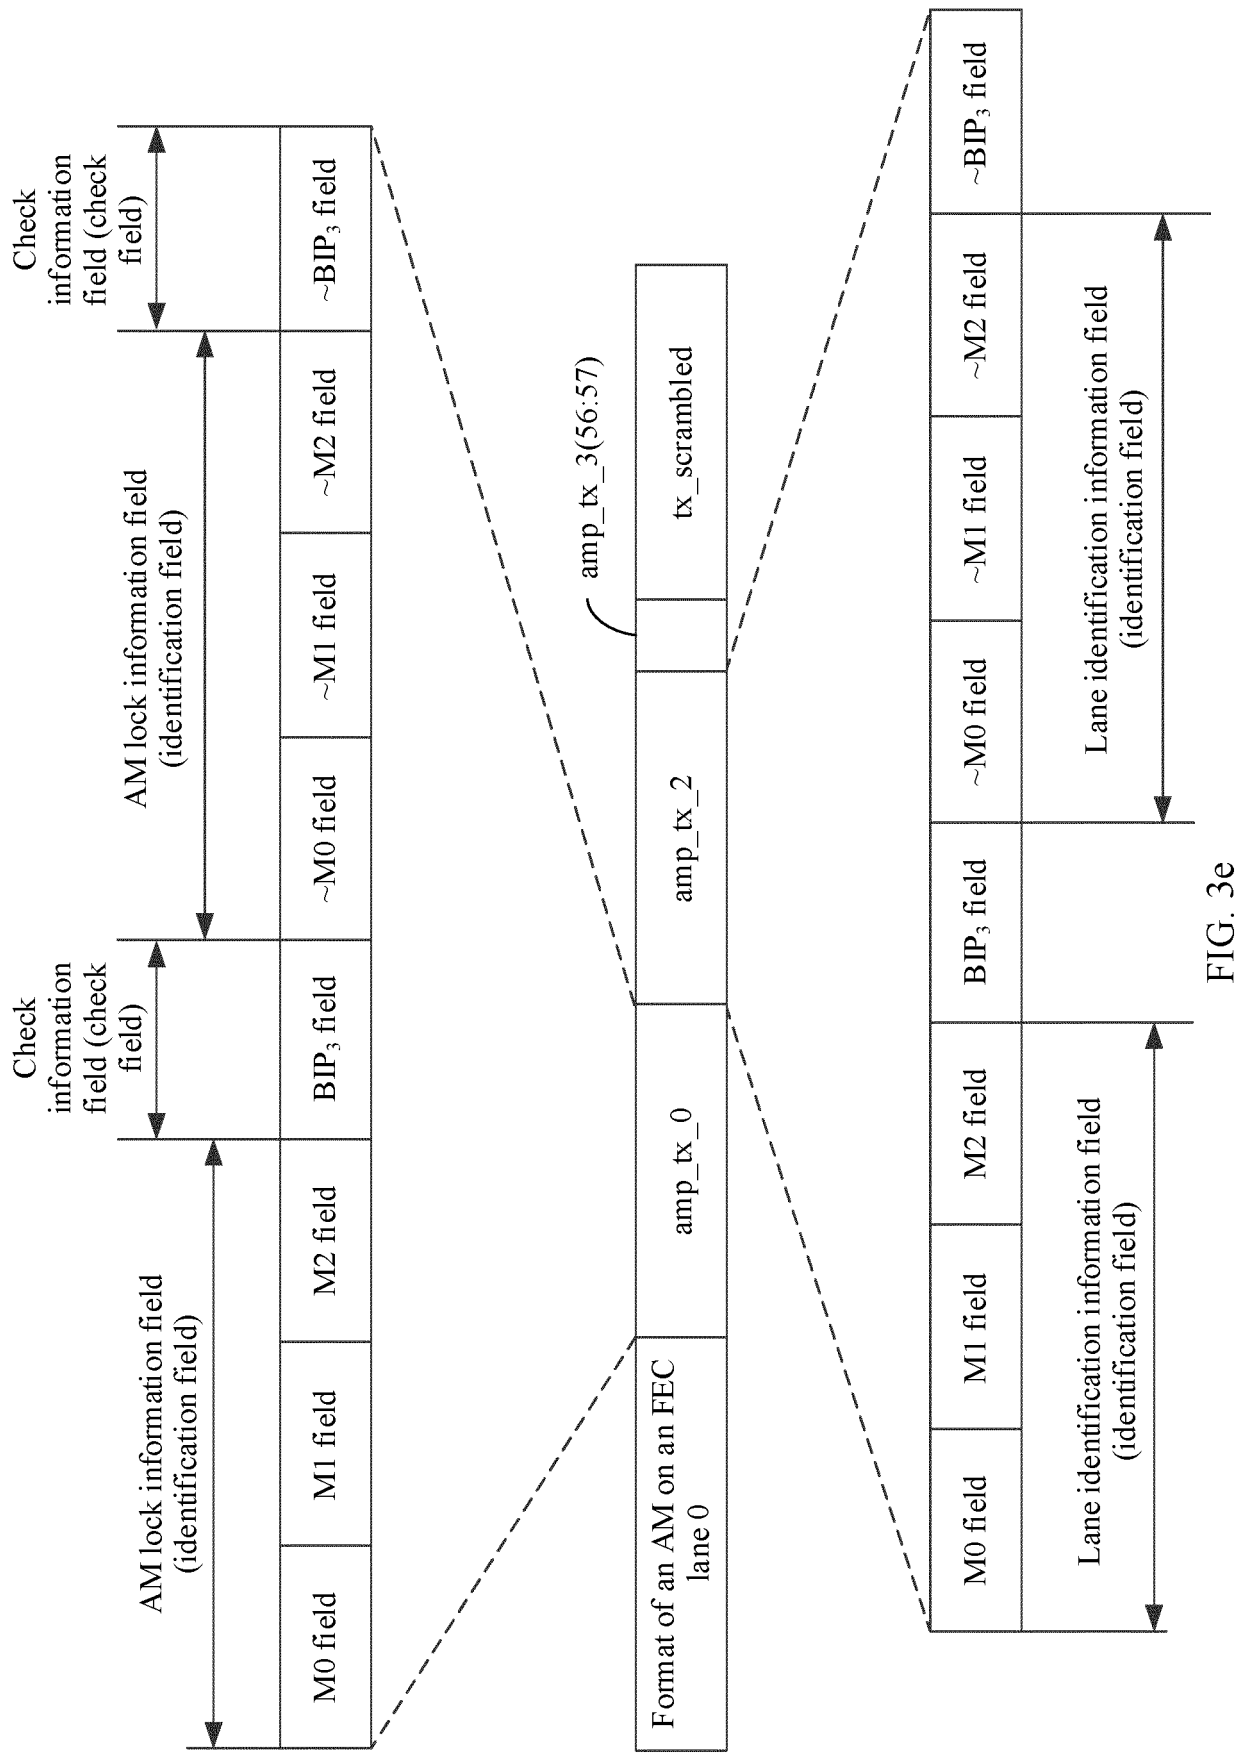 AM lock information field
(identification field)
Check
information
field (check
field)
AM lock information field
(identification field)
Check
information
field (check
field)
M0 field
M1 field
M2 field
BIP₃ field
~M0 field
~M1 field
~M2 field
~BIP₃ field
amp_tx_3(56:57)
Format of an AM on an FEC
lane 0
amp_tx_0
amp_tx_2
tx_scrambled
M0 field
M1 field
M2 field
BIP₃ field
~M0 field
~M1 field
~M2 field
~BIP₃ field
Lane identification information field
(identification field)
Lane identification information field
(identification field)
FIG. 3e